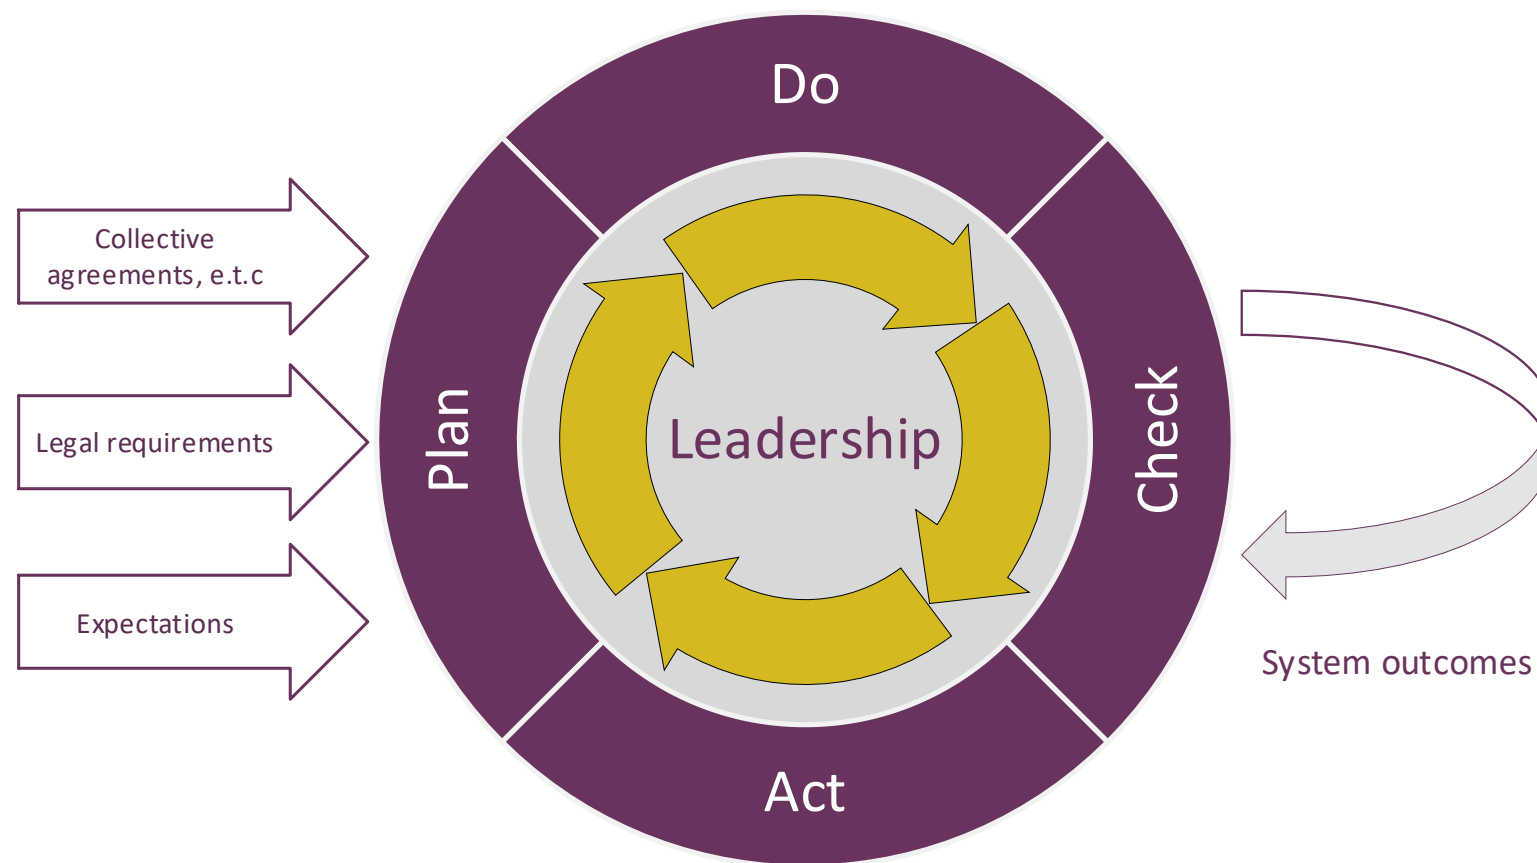 Do
Collective
agreements, e.t.c
Plan
Leadership
Check
Legal requirements
Expectations
System outcomes
Act